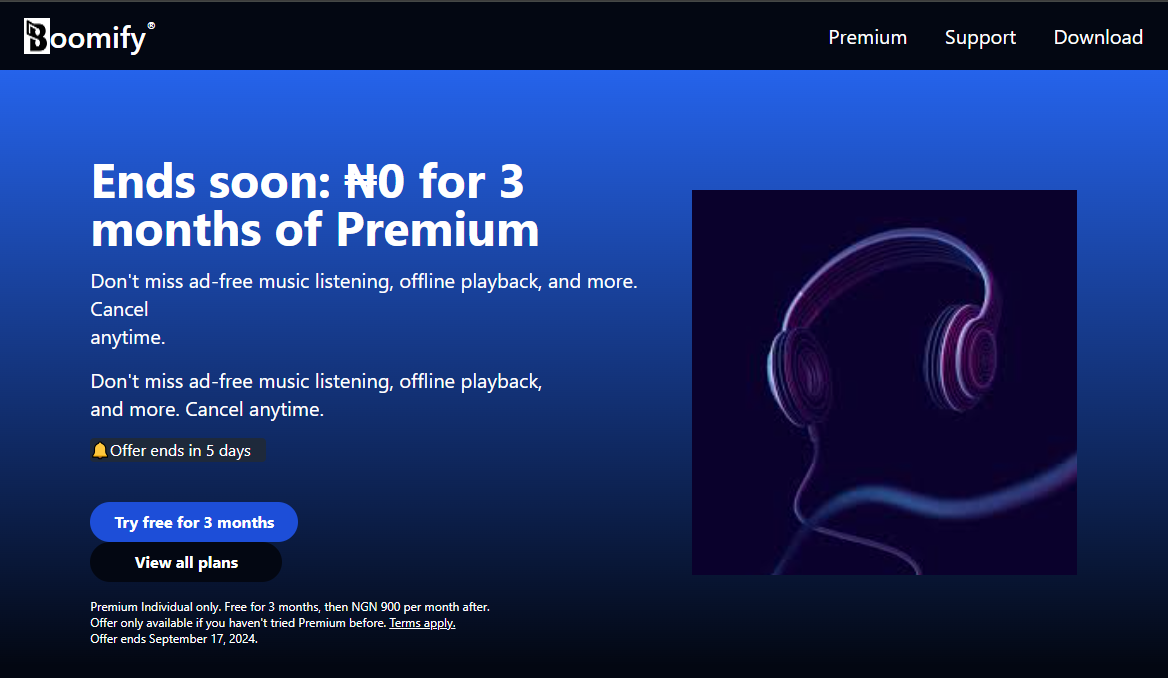 Boomify®
Premium Support Download
Ends soon: ₦0 for 3
months of Premium
Don't miss ad-free music listening, offline playback, and more.
Cancel
anytime.
Don't miss ad-free music listening, offline playback,
and more. Cancel anytime.
🔔Offer ends in 5 days
Try free for 3 months
View all plans
Premium Individual only. Free for 3 months, then NGN 900 per month after.
Offer only available if you haven't tried Premium before. Terms apply.
Offer ends September 17, 2024.